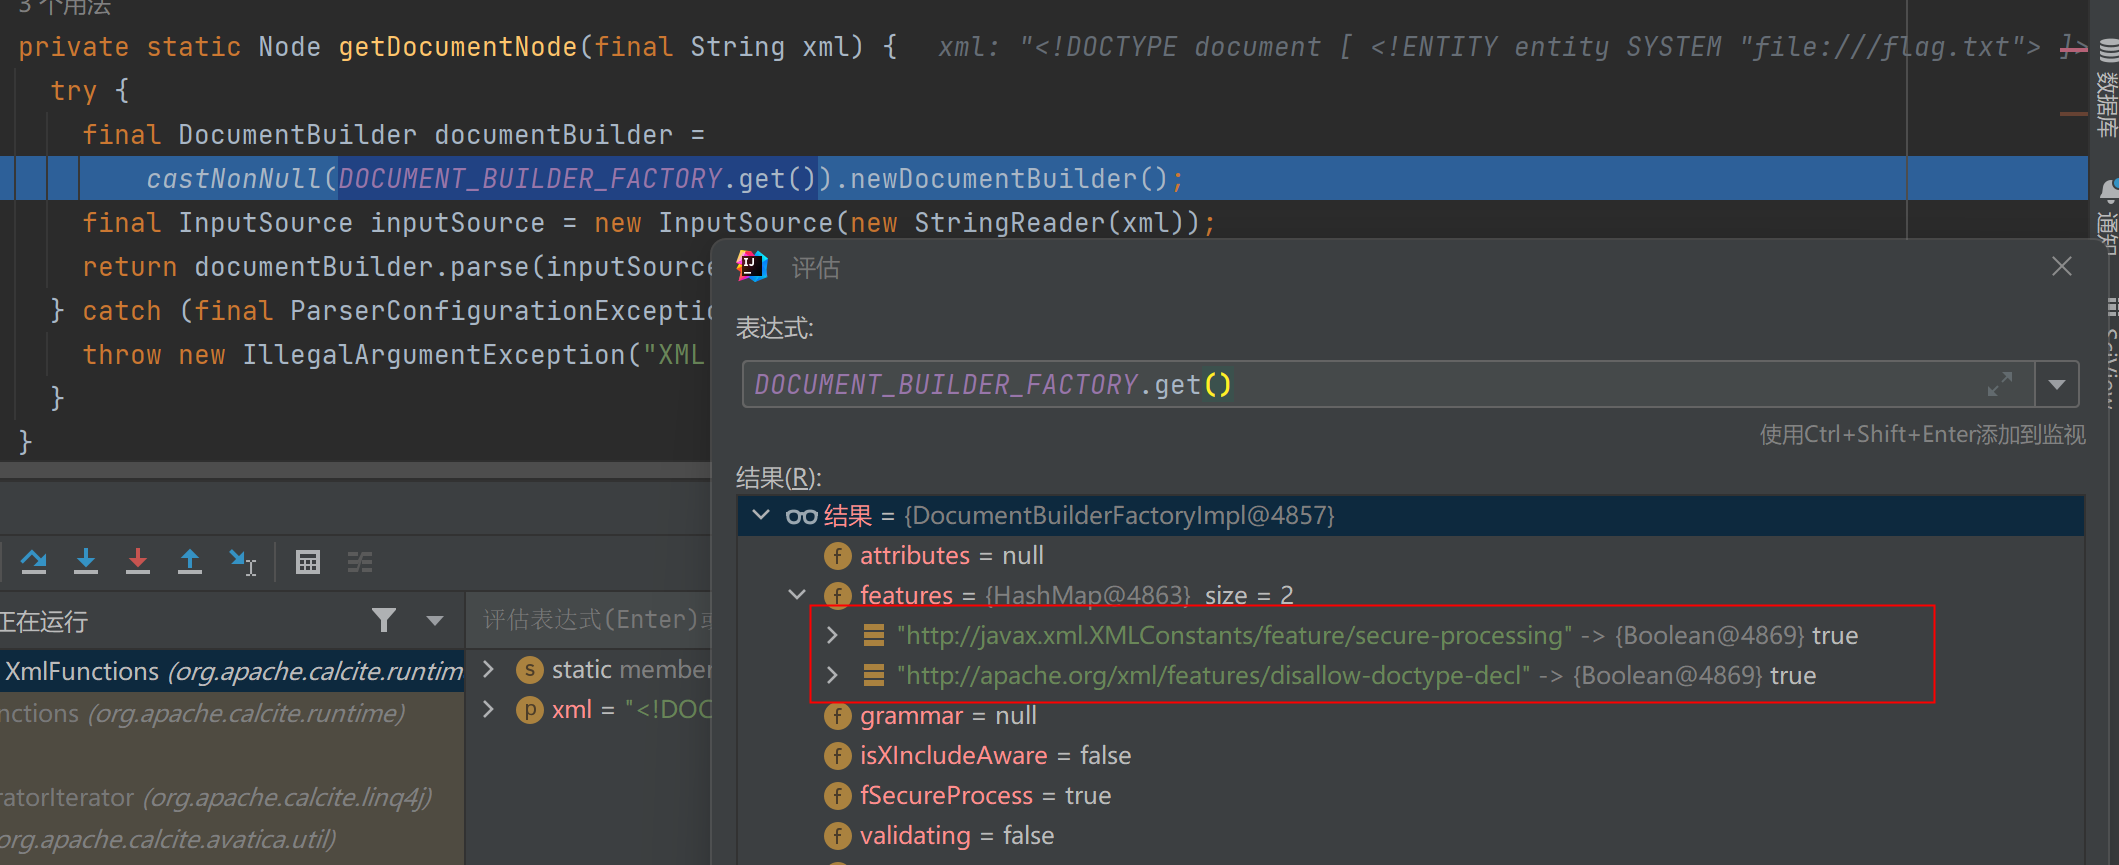 3 个用法
private static Node getDocumentNode(final String xml) {   xml: "<!DOCTYPE document [ <!ENTITY entity SYSTEM "file:///flag.txt"> ]>
try {
final DocumentBuilder documentBuilder =
castNonNull(DOCUMENT_BUILDER_FACTORY.get()).newDocumentBuilder();
final InputSource inputSource = new InputSource(new StringReader(xml));
return documentBuilder.parse(inputSource
} catch (final ParserConfigurationExceptio
throw new IllegalArgumentException("XML
}
}
数据库
通知
SciView
评估
表达式:
DOCUMENT_BUILDER_FACTORY.get()
使用Ctrl+Shift+Enter添加到监视
结果(R):
结果 = {DocumentBuilderFactoryImpl@4857}
attributes = null
features = {HashMap@4863} size = 2
"http://javax.xml.XMLConstants/feature/secure-processing" -> {Boolean@4869} true
"http://apache.org/xml/features/disallow-doctype-decl" -> {Boolean@4869} true
grammar = null
isXIncludeAware = false
fSecureProcess = true
validating = false
正在运行
评估表达式(Enter)或
XmlFunctions (org.apache.calcite.runtim
nctions (org.apache.calcite.runtime)
ratorIterator (org.apache.calcite.linq4j)
org.apache.calcite.avatica.util)
static member
xml = "<!DOC